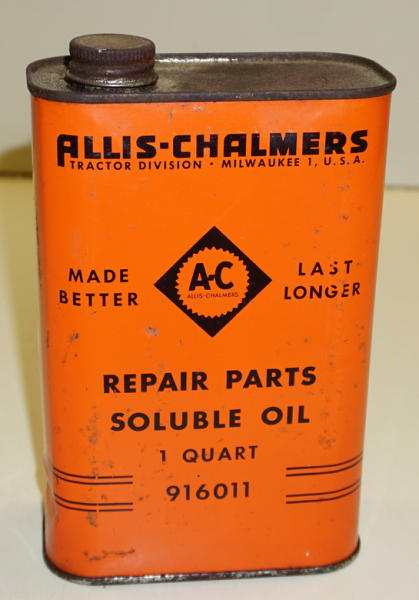 ALLIS-CHALMERS
TRACTOR DIVISION · MILWAUKEE 1, U.S.A.
MADE BETTER
A-C
ALLIS-CHALMERS
LAST LONGER
REPAIR PARTS
SOLUBLE OIL
1 QUART
916011